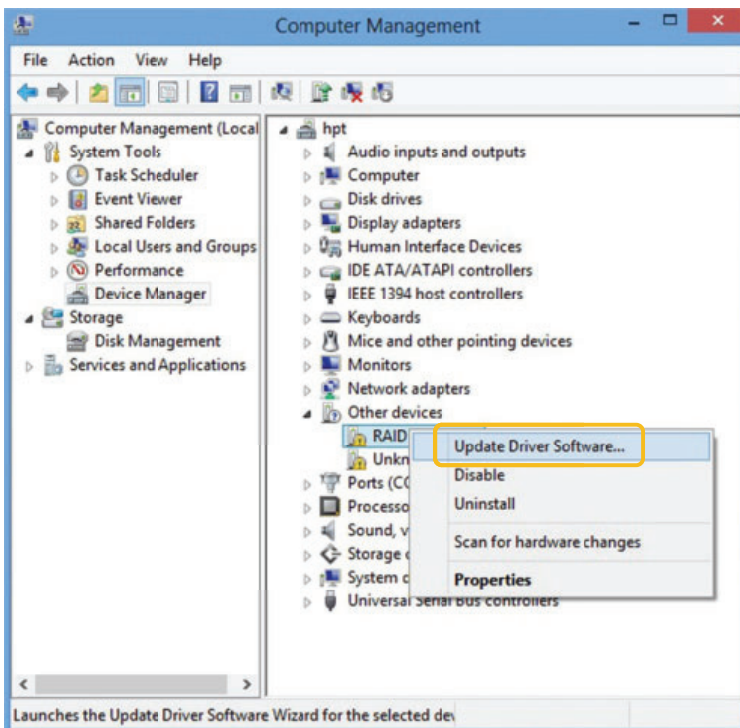 Computer Management
File Action View Help
Computer Management (Local
System Tools
Task Scheduler
Event Viewer
Shared Folders
Local Users and Groups
Performance
Device Manager
Storage
Disk Management
Services and Applications
hpt
Audio inputs and outputs
Computer
Disk drives
Display adapters
Human Interface Devices
IDE ATA/ATAPI controllers
IEEE 1394 host controllers
Keyboards
Mice and other pointing devices
Monitors
Network adapters
Other devices
RAID
Unkn
Ports (CO
Processo
Sound, v
Storage
System
Universal Serial Bus controllers
Update Driver Software...
Disable
Uninstall
Scan for hardware changes
Properties
Launches the Update Driver Software Wizard for the selected dev